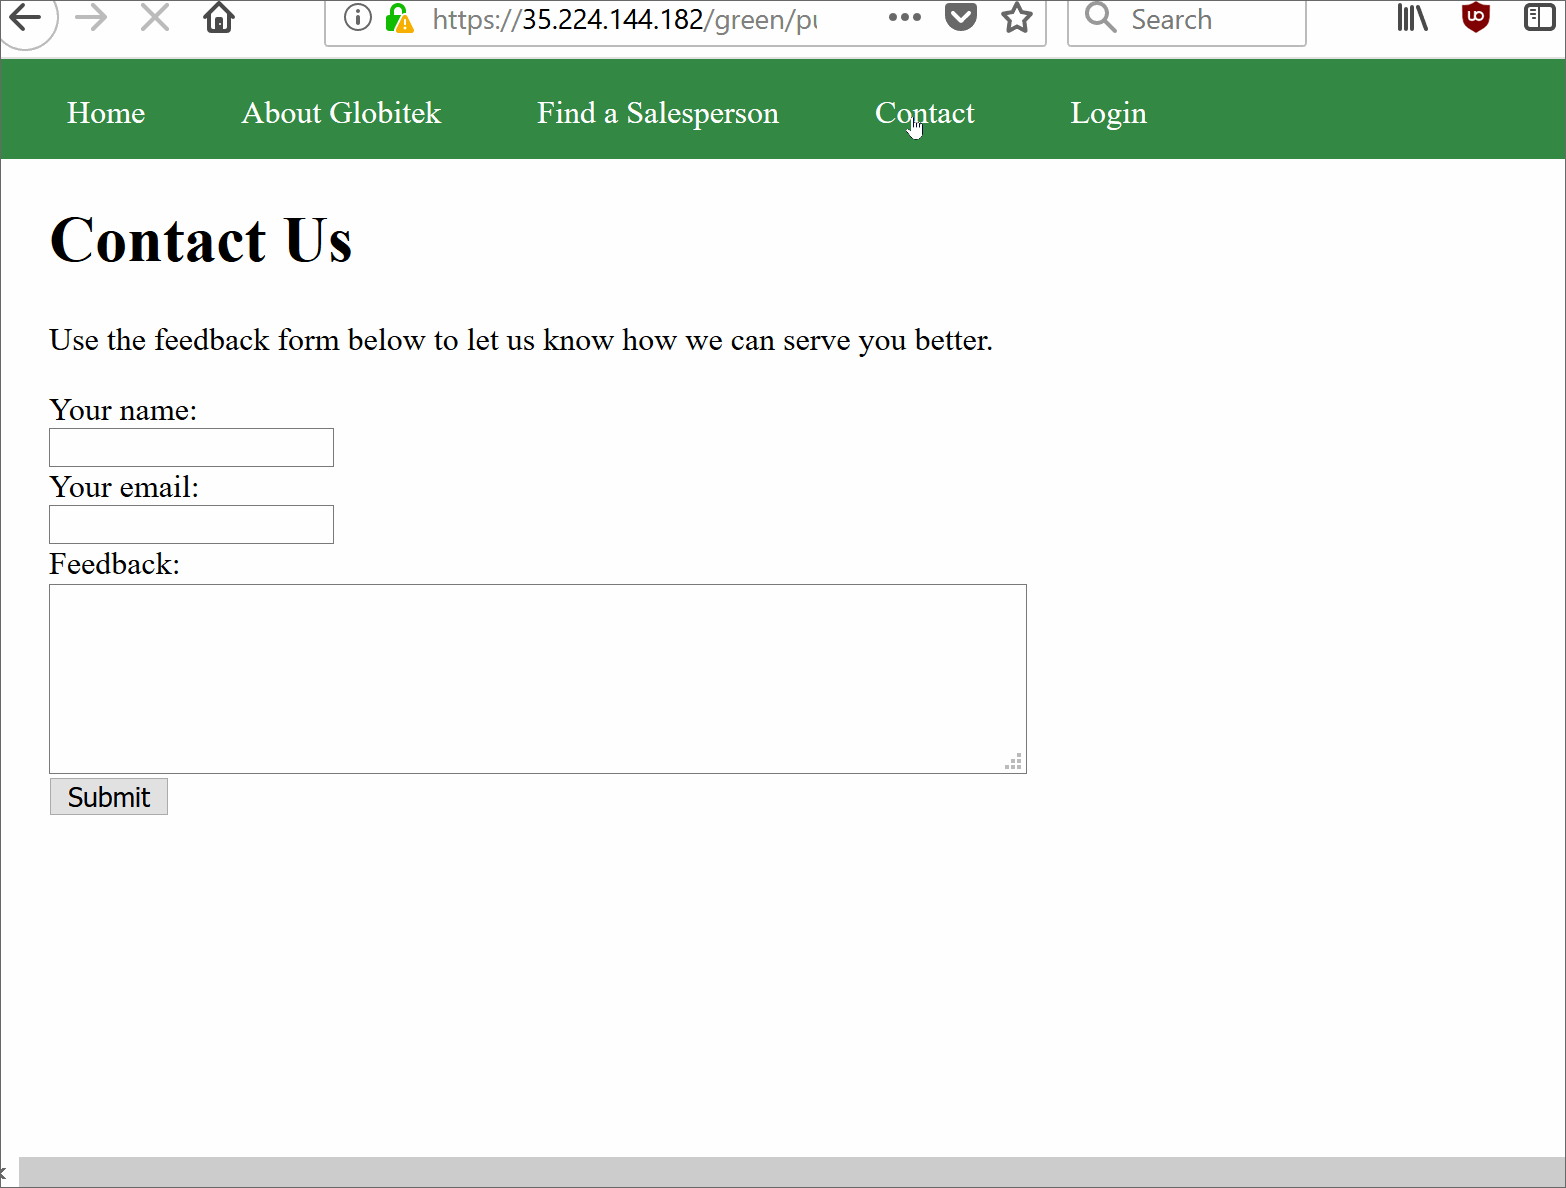 https://35.224.144.182/green/pu
Search
Home About Globitek Find a Salesperson Contact Login
Contact Us
Use the feedback form below to let us know how we can serve you better.
Your name:
Your email:
Feedback:
Submit